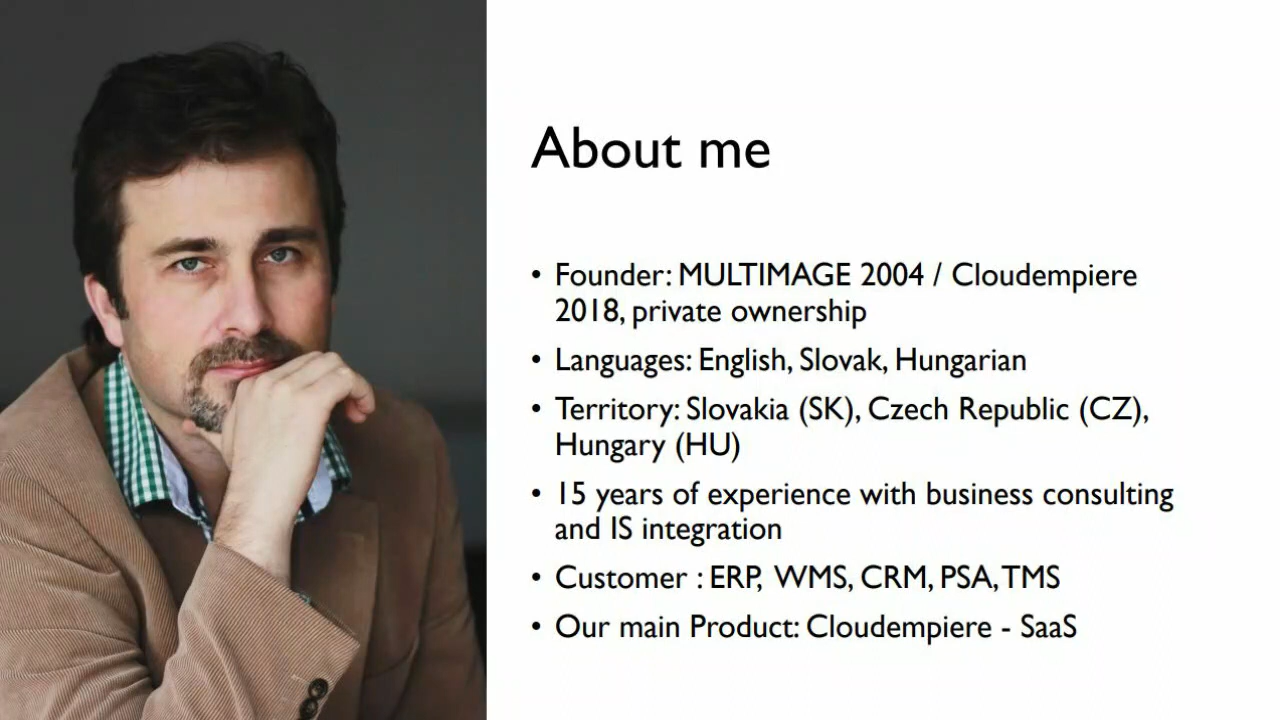 About me
• Founder: MULTIMAGE 2004 / Cloudempiere
2018, private ownership
• Languages: English, Slovak, Hungarian
• Territory: Slovakia (SK), Czech Republic (CZ),
Hungary (HU)
• 15 years of experience with business consulting
and IS integration
• Customer : ERP, WMS, CRM, PSA, TMS
• Our main Product: Cloudempiere - SaaS